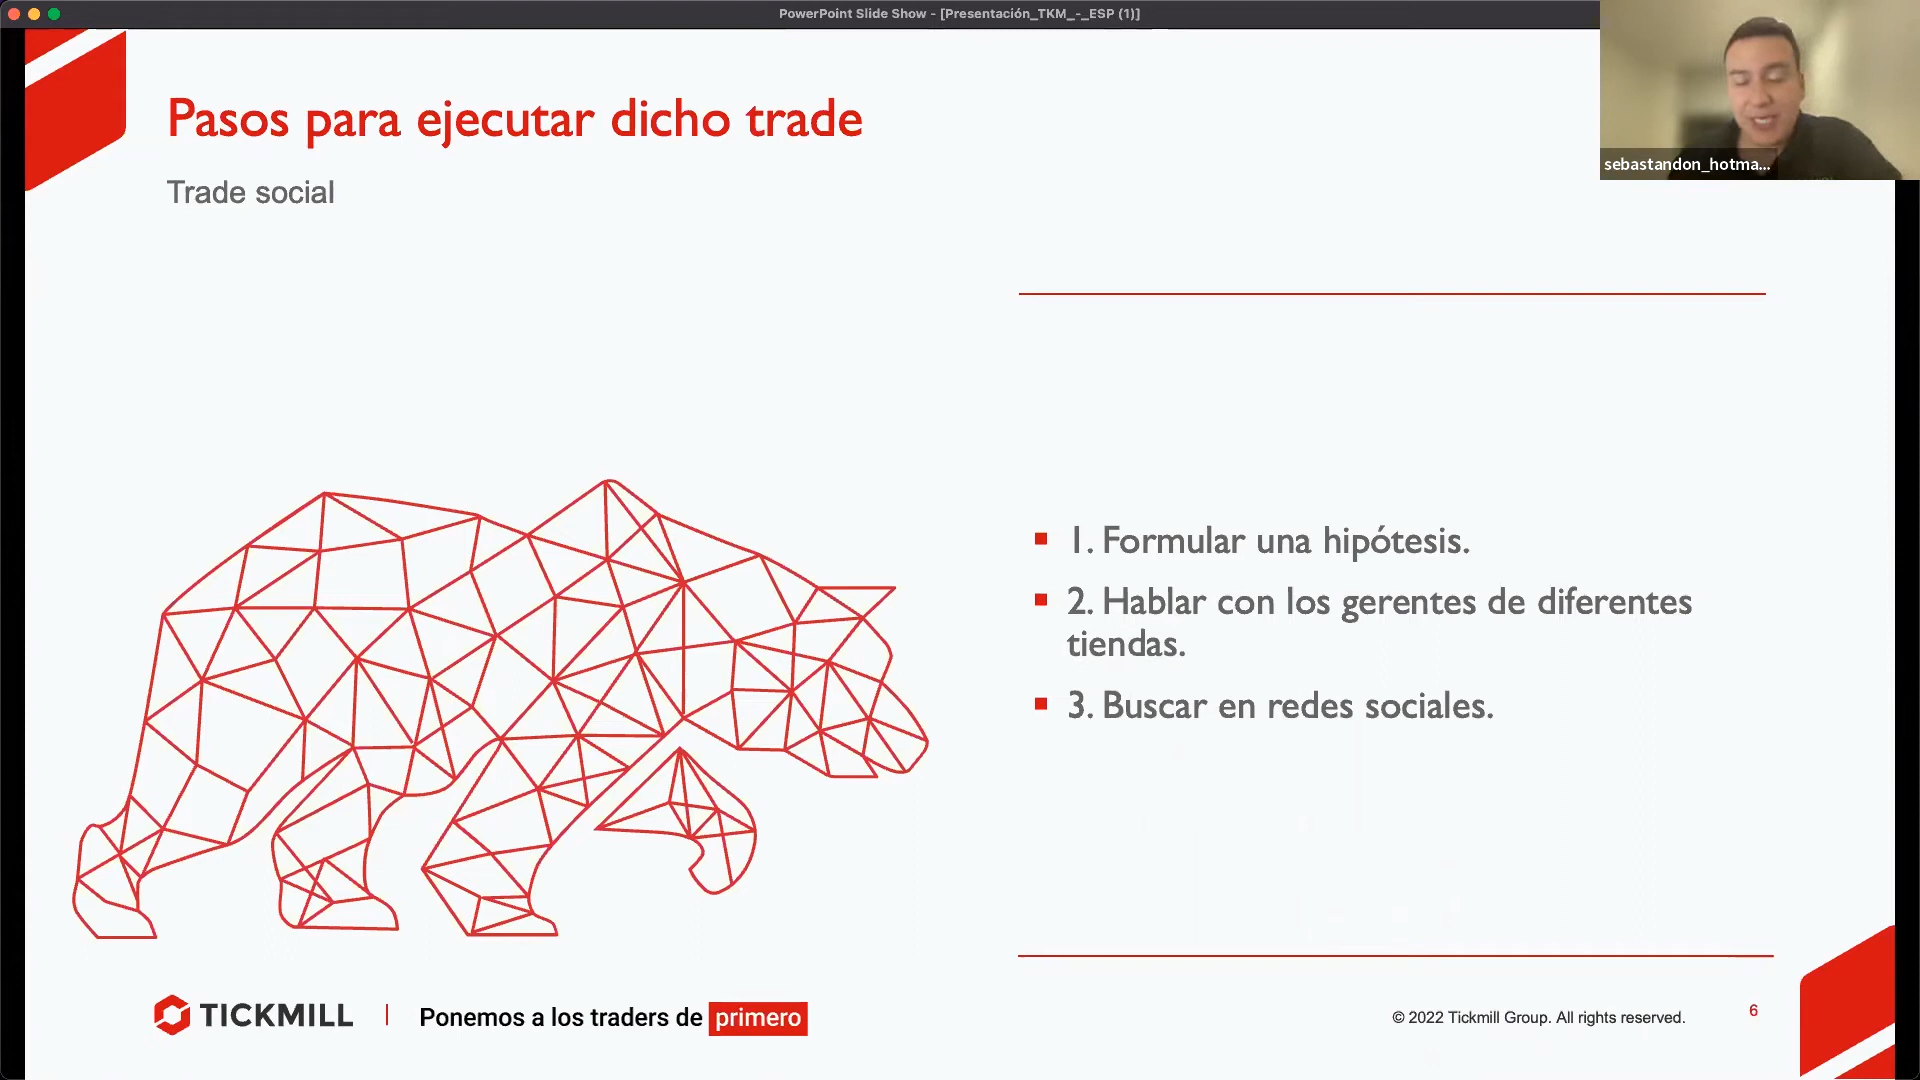 PowerPoint Slide Show - [Presentación_TKM_-_ESP (1)]
sebastandon_hotma...
Pasos para ejecutar dicho trade
Trade social
1. Formular una hipótesis.
2. Hablar con los gerentes de diferentes
tiendas.
3. Buscar en redes sociales.
TICKMILL
Ponemos a los traders de primero
© 2022 Tickmill Group. All rights reserved.
6